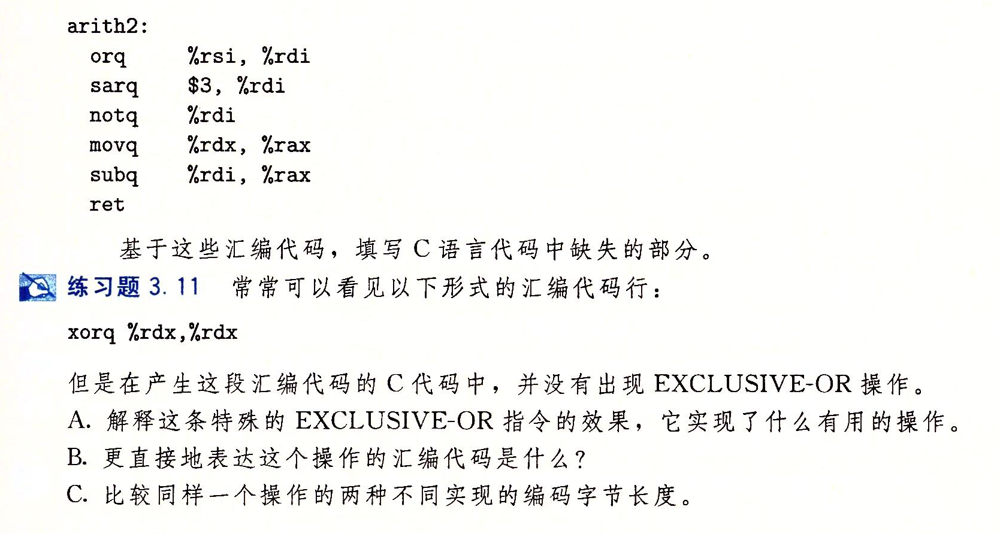 arith2:
orq %rsi, %rdi
sarq $3, %rdi
notq %rdi
movq %rdx, %rax
subq %rdi, %rax
ret
基于这些汇编代码，填写 C 语言代码中缺失的部分。
练习题 3.11 常常可以看见以下形式的汇编代码行：
xorq %rdx,%rdx
但是在产生这段汇编代码的 C 代码中，并没有出现 EXCLUSIVE-OR 操作。
A. 解释这条特殊的 EXCLUSIVE-OR 指令的效果，它实现了什么有用的操作。
B. 更直接地表达这个操作的汇编代码是什么？
C. 比较同样一个操作的两种不同实现的编码字节长度。